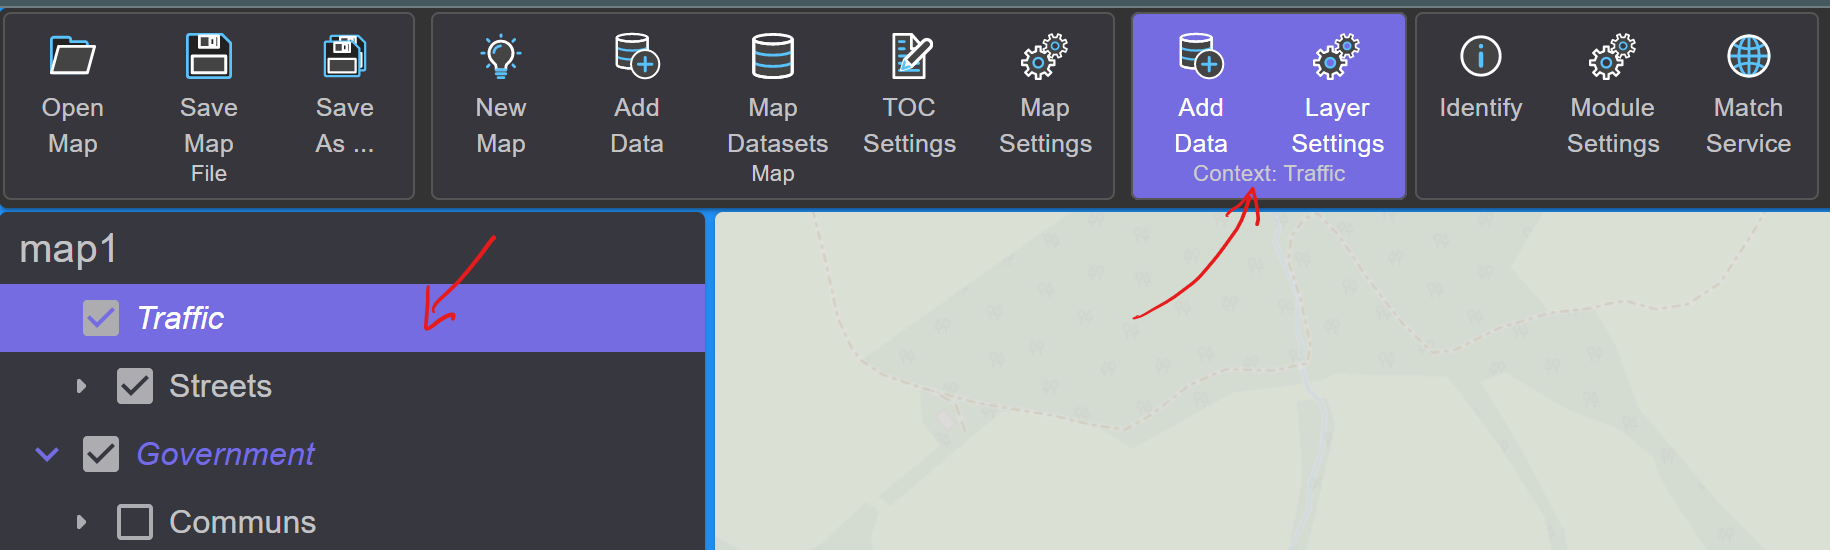 Open Map
Save Map
Save As ...
File
New Map
Add Data
Map Datasets
TOC Settings
Map Settings
Map
Add Data
Layer Settings
Context: Traffic
Identify
Module Settings
Match Service
map1
Traffic
Streets
Government
Communs